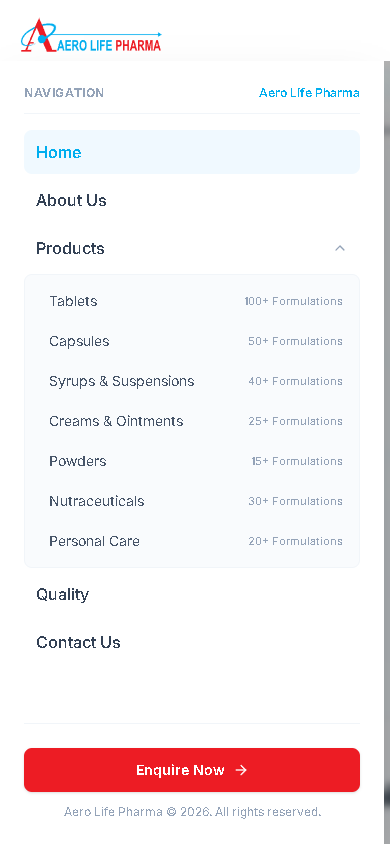 AERO LIFE PHARMA
NAVIGATION Aero Life Pharma
Home
About Us
Products
Tablets 100+ Formulations
Capsules 50+ Formulations
Syrups & Suspensions 40+ Formulations
Creams & Ointments 25+ Formulations
Powders 15+ Formulations
Nutraceuticals 30+ Formulations
Personal Care 20+ Formulations
Quality
Contact Us
Enquire Now →
Aero Life Pharma © 2026. All rights reserved.